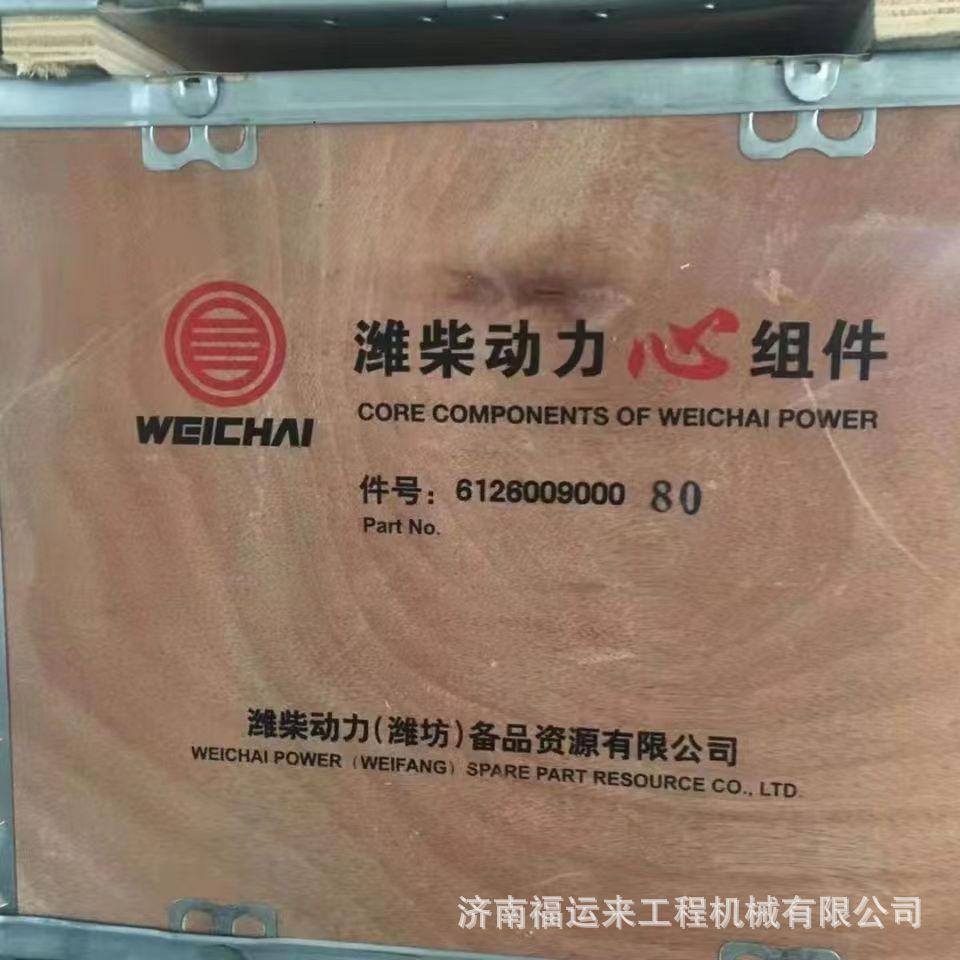 WEICHAI
潍柴动力心组件
CORE COMPONENTS OF WEICHAI POWER
件号：6126009000 80
Part No.
潍柴动力(潍坊)备品资源有限公司
WEICHAI POWER (WEIFANG) SPARE PART RESOURCE CO., LTD.
济南福运来工程机械有限公司